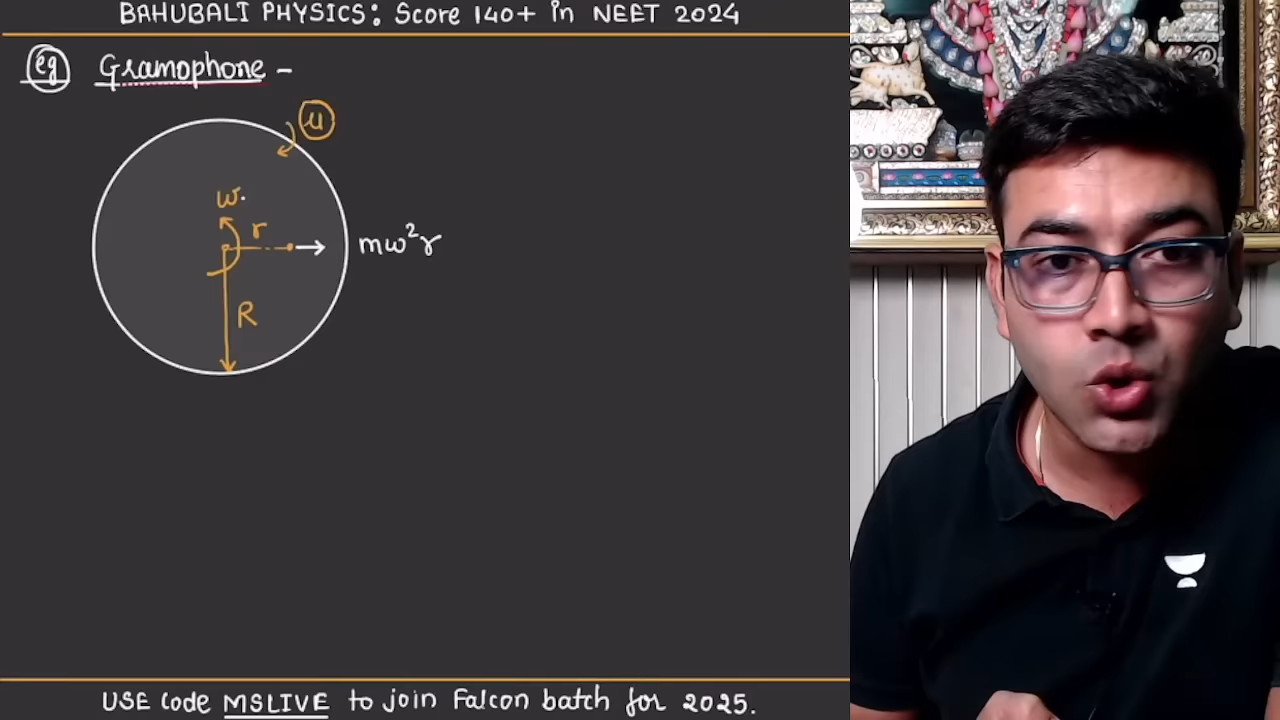 BAHUBALI PHYSICS: Score 140+ in NEET 2024
eg Gramophone -
μ
ω.
r
mω²r
R
USE Code MSLIVE to join Falcon batch for 2025.